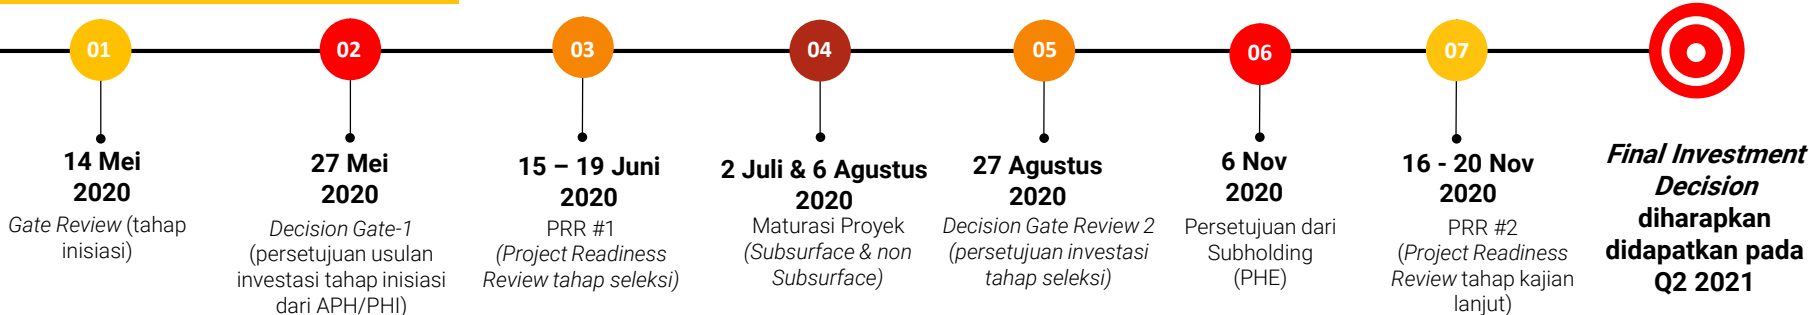 01
14 Mei
2020
Gate Review (tahap
inisiasi)
02
27 Mei
2020
Decision Gate-1
(persetujuan usulan
investasi tahap inisiasi
dari APH/PHI)
03
15 – 19 Juni
2020
PRR #1
(Project Readiness
Review tahap seleksi)
04
2 Juli & 6 Agustus
2020
Maturasi Proyek
(Subsurface & non
Subsurface)
05
27 Agustus
2020
Decision Gate Review 2
(persetujuan investasi
tahap seleksi)
06
6 Nov
2020
Persetujuan dari
Subholding
(PHE)
07
16 - 20 Nov
2020
PRR #2
(Project Readiness
Review tahap kajian
lanjut)
Final Investment
Decision
diharapkan
didapatkan pada
Q2 2021